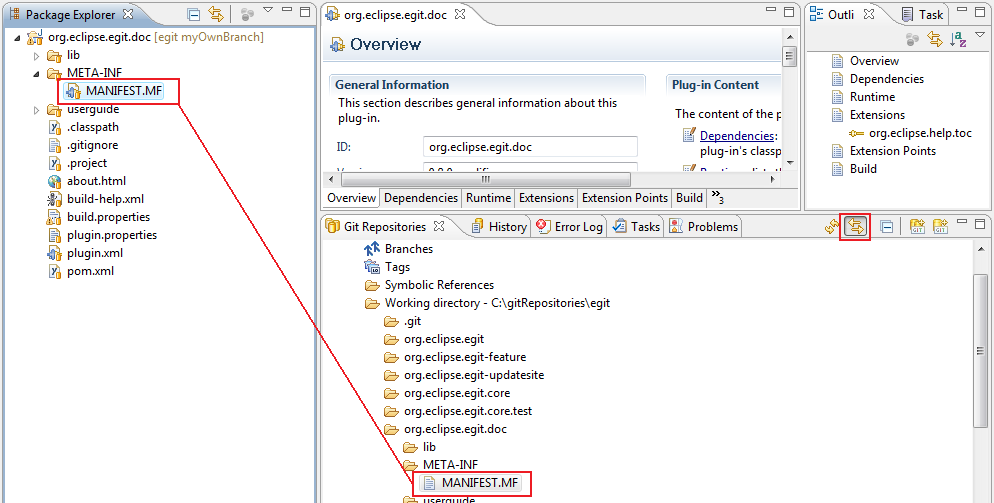 Package Explorer
org.eclipse.egit.doc [egit myOwnBranch]
lib
META-INF
MANIFEST.MF
userguide
.classpath
.gitignore
.project
about.html
build-help.xml
build.properties
plugin.properties
plugin.xml
pom.xml
org.eclipse.egit.doc
Overview
General Information
This section describes general information about this
plug-in.
ID: org.eclipse.egit.doc
Plug-in Content
The content of the p
Dependencies:
plug-in's classp
Overview Dependencies Runtime Extensions Extension Points Build »3
Outli Task
Overview
Dependencies
Runtime
Extensions
org.eclipse.help.toc
Extension Points
Build
Git Repositories History Error Log Tasks Problems
Branches
Tags
Symbolic References
Working directory - C:\gitRepositories\egit
.git
org.eclipse.egit
org.eclipse.egit-feature
org.eclipse.egit-updatesite
org.eclipse.egit.core
org.eclipse.egit.core.test
org.eclipse.egit.doc
lib
META-INF
MANIFEST.MF
userguide